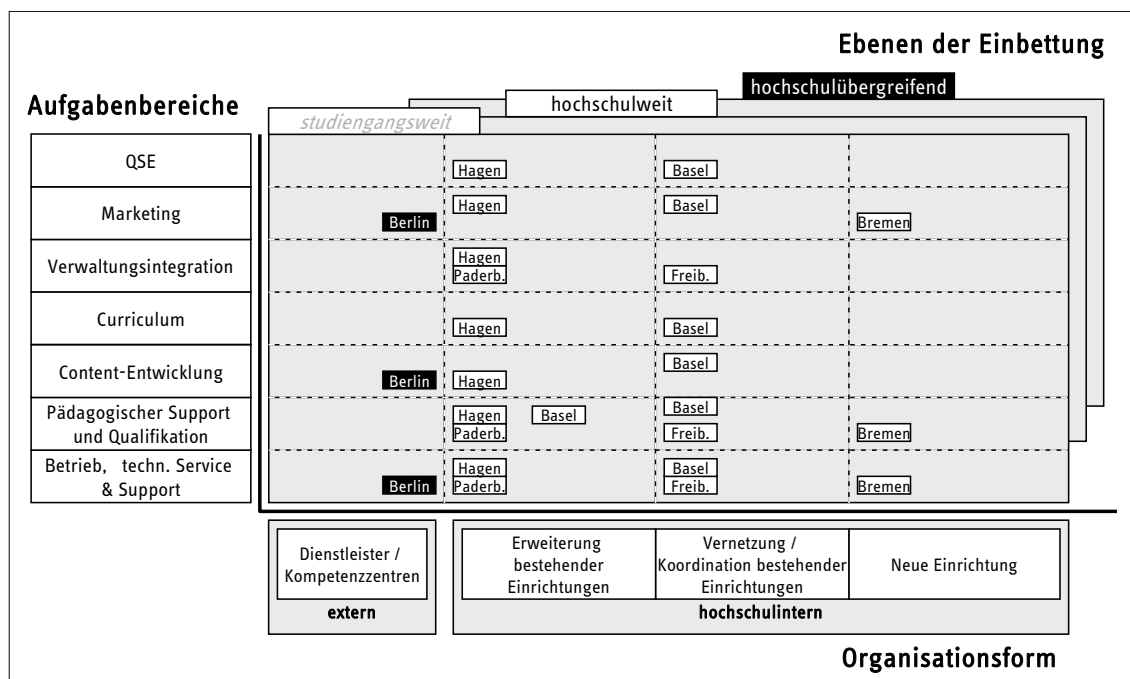 Ebenen der Einbettung
hochschulübergreifend
Aufgabenbereiche
hochschulweit
studiengangsweit
QSE
Hagen
Basel
Marketing
Hagen
Basel
Berlin
Bremen
Verwaltungsintegration
Hagen
Paderb.
Freib.
Curriculum
Hagen
Basel
Content-Entwicklung
Basel
Berlin
Hagen
Pädagogischer Support
und Qualifikation
Hagen
Basel
Basel
Paderb.
Freib.
Bremen
Betrieb, techn. Service
& Support
Hagen
Basel
Berlin
Paderb.
Freib.
Bremen
Dienstleister /
Kompetenzzentren
extern
Erweiterung
bestehender
Einrichtungen
Vernetzung /
Koordination bestehender
Einrichtungen
Neue Einrichtung
hochschulintern
Organisationsform